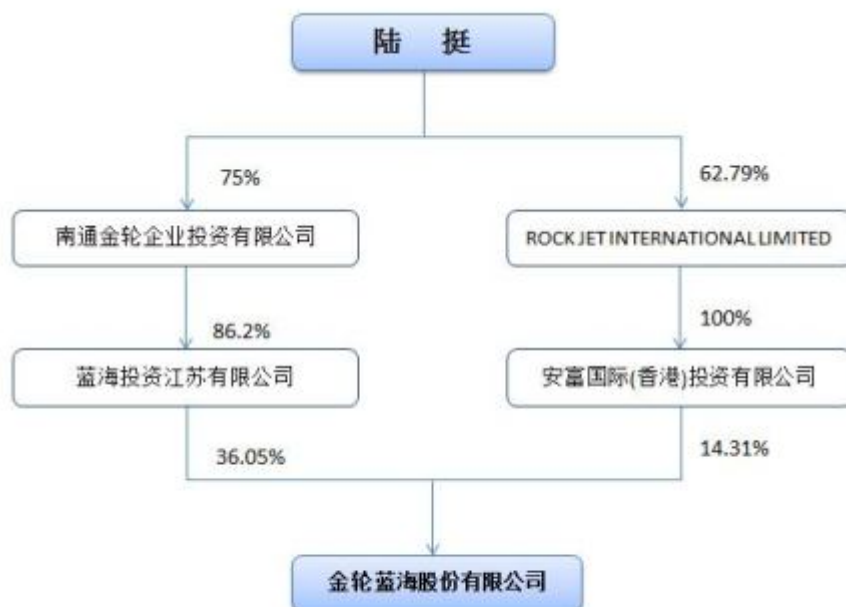 陆 挺
75%
62.79%
南通金轮企业投资有限公司
ROCK JET INTERNATIONAL LIMITED
86.2%
100%
蓝海投资江苏有限公司
安富国际(香港)投资有限公司
36.05%
14.31%
金轮蓝海股份有限公司